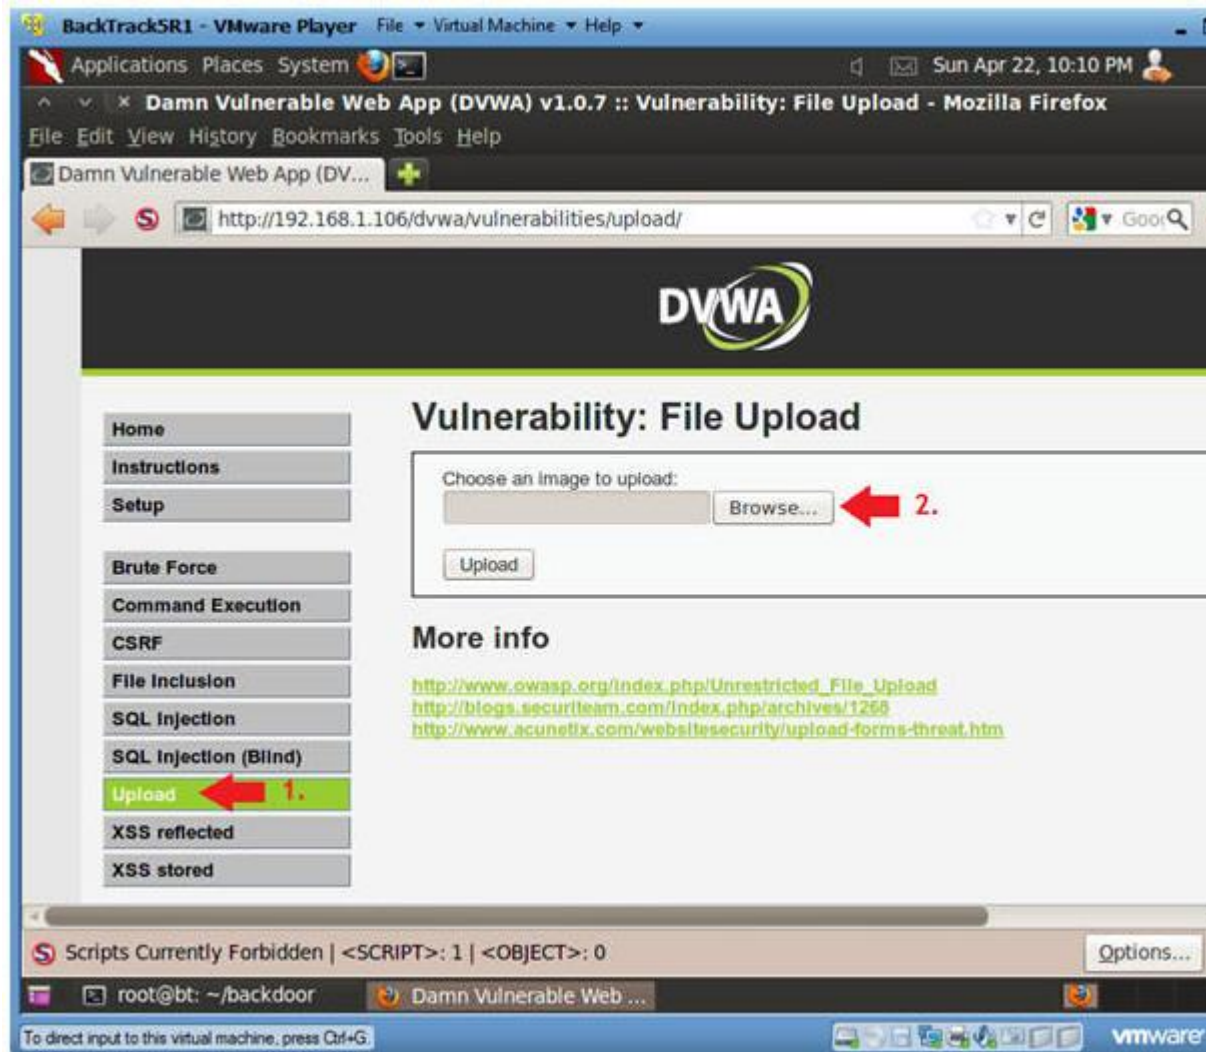 BackTrack5R1 - VMware Player File Virtual Machine Help
Applications Places System Sun Apr 22, 10:10 PM
Damn Vulnerable Web App (DVWA) v1.0.7 :: Vulnerability: File Upload - Mozilla Firefox
File Edit View History Bookmarks Tools Help
Damn Vulnerable Web App (DV...
http://192.168.1.106/dvwa/vulnerabilities/upload/
DVWA
Home
Instructions
Setup
Brute Force
Command Execution
CSRF
File Inclusion
SQL Injection
SQL Injection (Blind)
Upload 1.
XSS reflected
XSS stored
Vulnerability: File Upload
Choose an image to upload:
Browse... 2.
Upload
More info
http://www.owasp.org/index.php/Unrestricted_File_Upload
http://blogs.securiteam.com/index.php/archives/1268
http://www.acunetix.com/websitesecurity/upload-forms-threat.htm
Scripts Currently Forbidden | <SCRIPT>: 1 | <OBJECT>: 0 Options...
root@bt: ~/backdoor Damn Vulnerable Web ...
To direct input to this virtual machine, press Ctrl+G. vmware